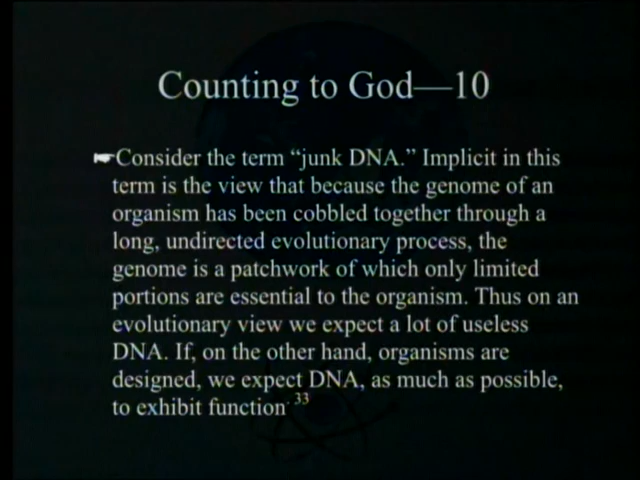 Counting to God—10
Consider the term “junk DNA.” Implicit in this
term is the view that because the genome of an
organism has been cobbled together through a
long, undirected evolutionary process, the
genome is a patchwork of which only limited
portions are essential to the organism. Thus on an
evolutionary view we expect a lot of useless
DNA. If, on the other hand, organisms are
designed, we expect DNA, as much as possible,
to exhibit function. 33